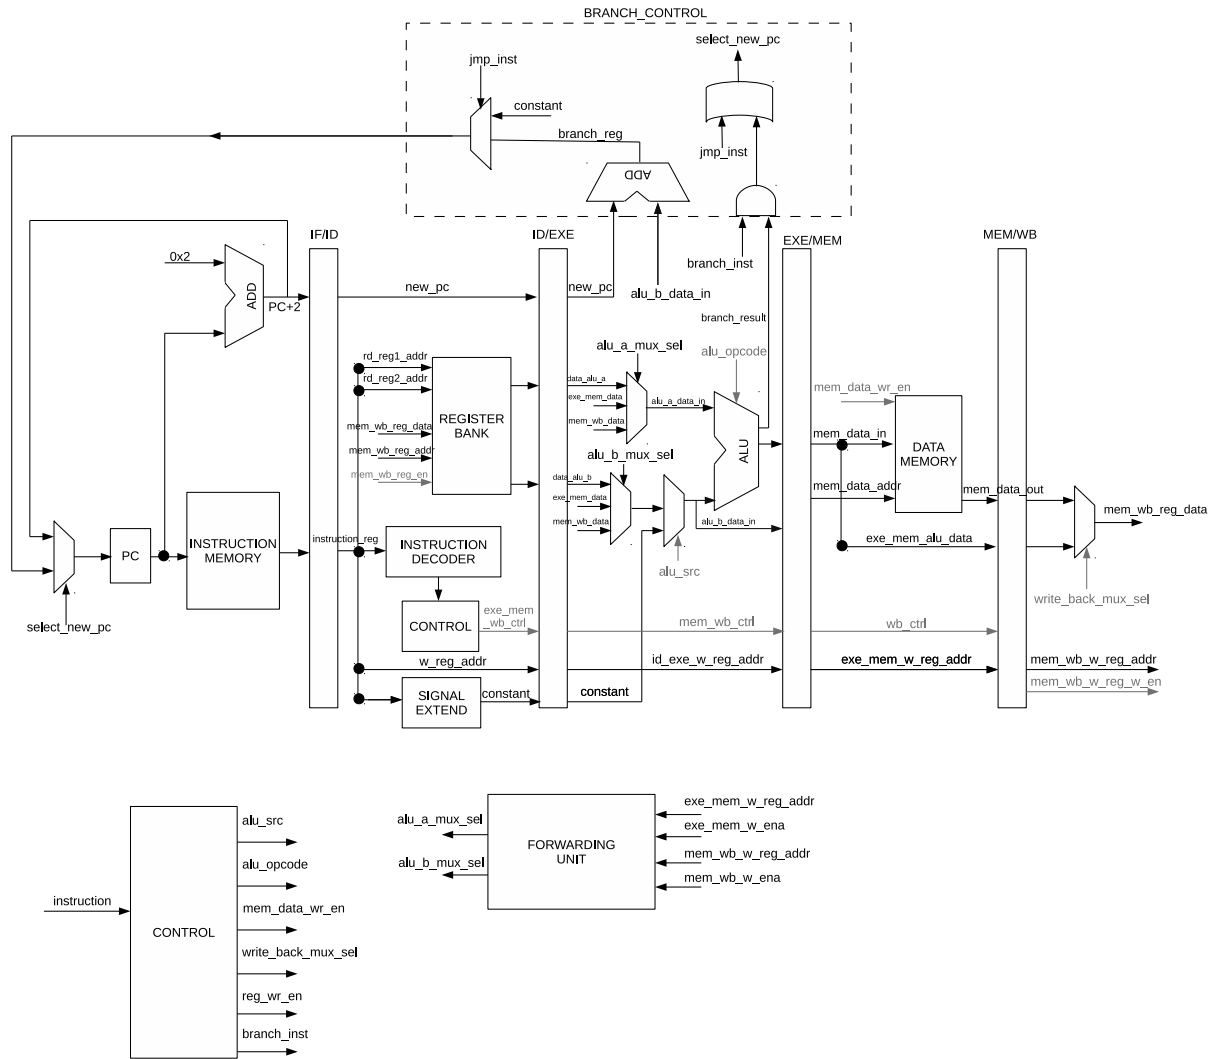 BRANCH_CONTROL
select_new_pc
jmp_inst
constant
branch_reg
jmp_inst
ADD
IF/ID
ID/EXE
EXE/MEM
MEM/WB
branch_inst
0x2
ADD
PC+2
new_pc
new_pc
alu_b_data_in
branch_result
alu_a_mux_sel
alu_opcode
rd_reg1_addr
rd_reg2_addr
data_alu_a
exe_mem_data
mem_wb_data
alu_a_data_in
mem_data_wr_en
REGISTER
BANK
mem_wb_reg_data
mem_wb_reg_addr
mem_wb_reg_en
alu_b_mux_sel
ALU
mem_data_in
DATA
MEMORY
data_alu_b
exe_mem_data
mem_wb_data
mem_data_addr
mem_data_out
mem_wb_reg_data
alu_b_data_in
instruction_reg
PC
INSTRUCTION
MEMORY
INSTRUCTION
DECODER
exe_mem_alu_data
alu_src
select_new_pc
write_back_mux_sel
CONTROL
exe_mem
_wb_ctrl
mem_wb_ctrl
wb_ctrl
w_reg_addr
id_exe_w_reg_addr
exe_mem_w_reg_addr
mem_wb_w_reg_addr
mem_wb_w_reg_w_en
SIGNAL
EXTEND
constant
constant
CONTROL
instruction
alu_src
alu_opcode
mem_data_wr_en
write_back_mux_sel
reg_wr_en
branch_inst
alu_a_mux_sel
alu_b_mux_sel
FORWARDING
UNIT
exe_mem_w_reg_addr
exe_mem_w_ena
mem_wb_w_reg_addr
mem_wb_w_ena